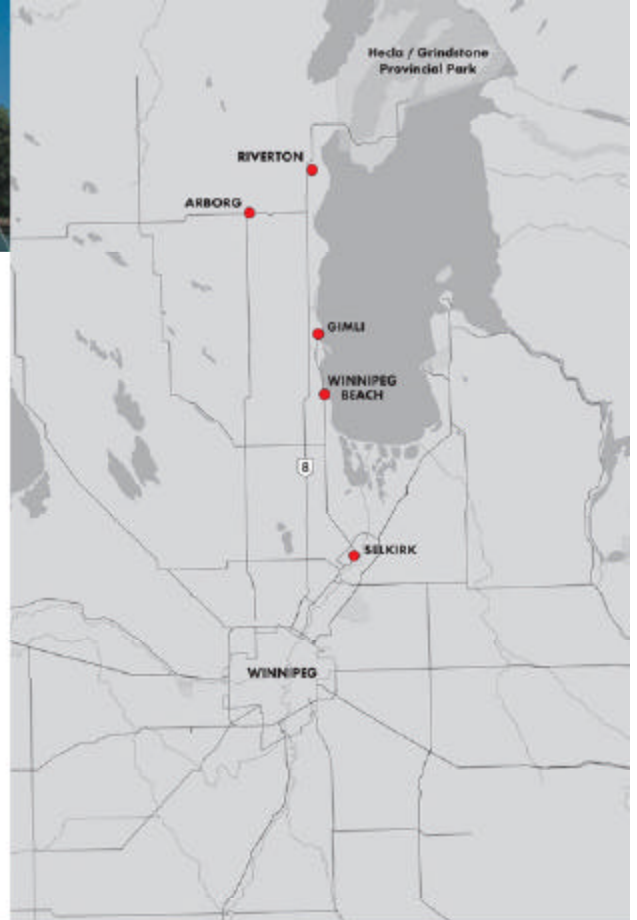 Hecla / Grindstone
Provincial Park
RIVERTON
ARBORG
GIMLI
WINNIPEG
BEACH
8
SELKIRK
WINNIPEG